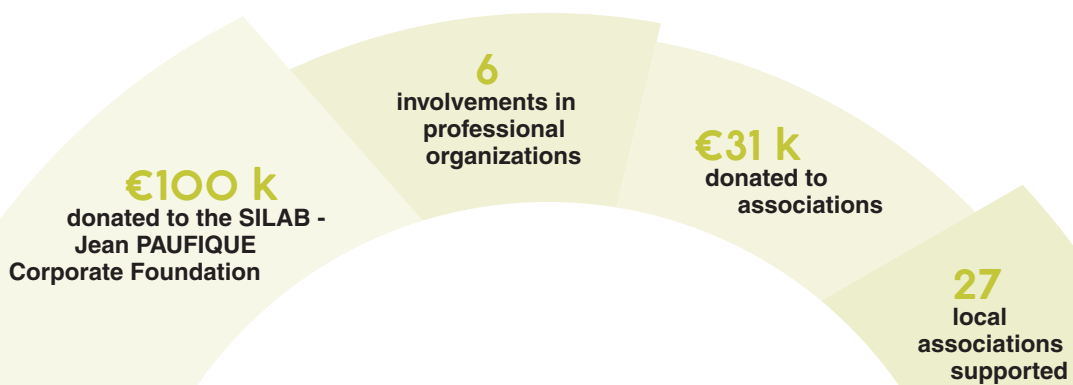 €100 k
donated to the SILAB -
Jean PAUFIQUE
Corporate Foundation
6
involvements in
professional
organizations
€31 k
donated to
associations
27
local
associations
supported